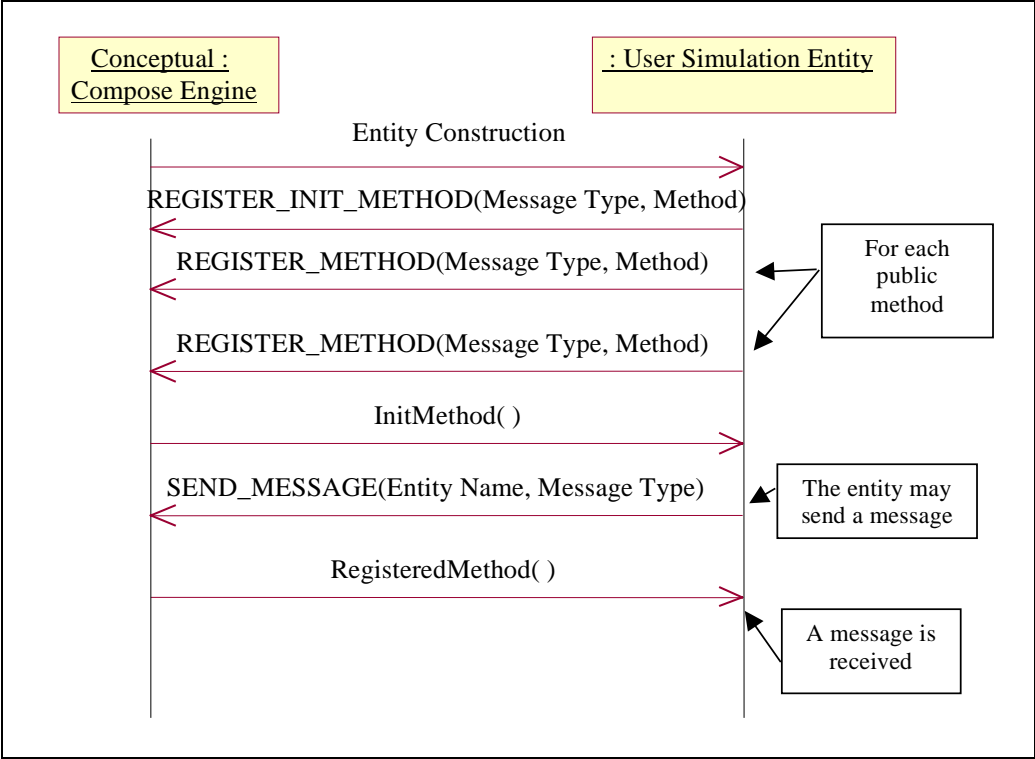 Conceptual :
Compose Engine
: User Simulation Entity
Entity Construction
REGISTER_INIT_METHOD(Message Type, Method)
For each
public
method
REGISTER_METHOD(Message Type, Method)
REGISTER_METHOD(Message Type, Method)
InitMethod( )
SEND_MESSAGE(Entity Name, Message Type)
The entity may
send a message
RegisteredMethod( )
A message is
received